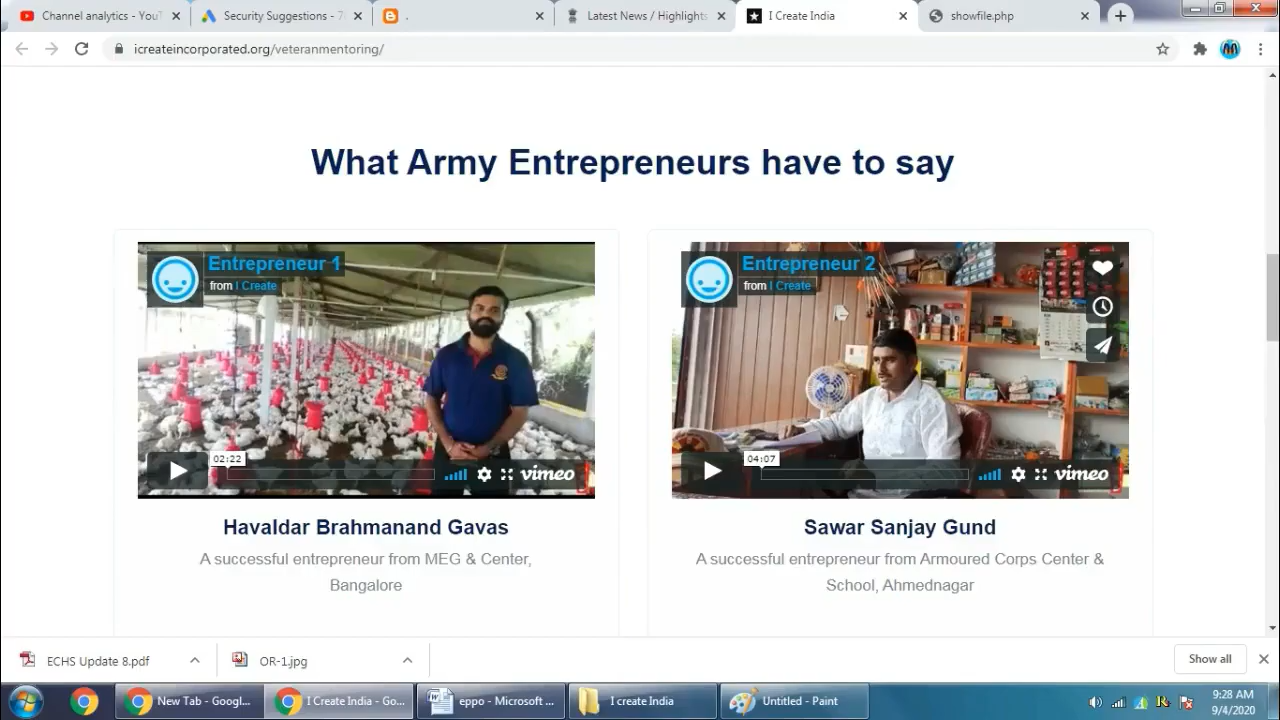 Channel analytics - YouT
Security Suggestions - 7
.
Latest News / Highlights
I Create India
showfile.php
icreateincorporated.org/veteranmentoring/
What Army Entrepreneurs have to say
Entrepreneur 1
from I Create
02:22
vimeo
Entrepreneur 2
from I Create
04:07
vimeo
Havaldar Brahmanand Gavas
A successful entrepreneur from MEG & Center,
Bangalore
Sawar Sanjay Gund
A successful entrepreneur from Armoured Corps Center &
School, Ahmednagar
ECHS Update 8.pdf
OR-1.jpg
Show all
New Tab - Googl...
I Create India - Go...
eppo - Microsoft ...
I create India
Untitled - Paint
9:28 AM
9/4/2020